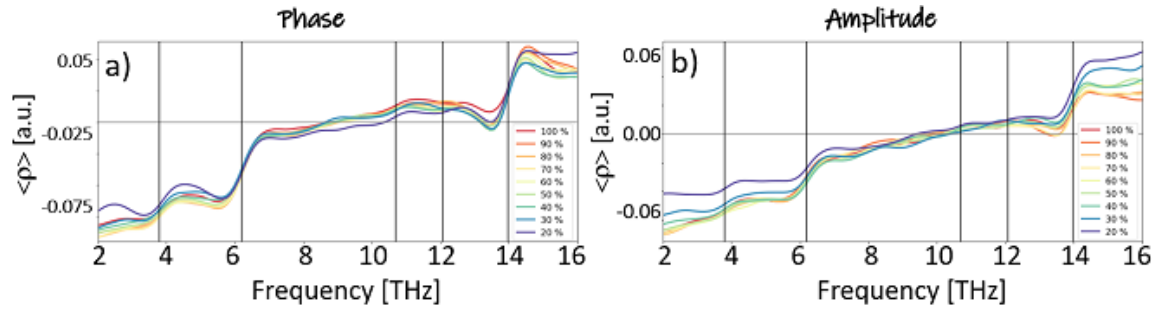 Phase
Amplitude
a)
0.05
-0.025
-0.075
<ρ> [a.u.]
100 %
90 %
80 %
70 %
60 %
50 %
40 %
30 %
20 %
2 4 6 8 10 12 14 16
Frequency [THz]
b)
0.06
0.00
-0.06
<ρ> [a.u.]
100 %
90 %
80 %
70 %
60 %
50 %
40 %
30 %
20 %
2 4 6 8 10 12 14 16
Frequency [THz]